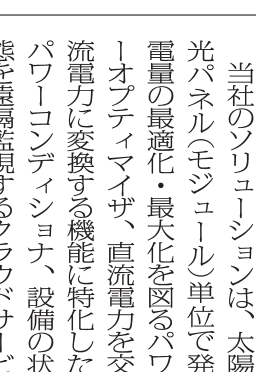 当社のソリューションは、太陽
光パネル(モジュール)単位で発
電量の最適化・最大化を図るパワ
ーオプティマイザ、直流電力を交
流電力に変換する機能に特化した
パワーコンディショナ、設備の状
態を遠隔監視するクラウドサービ